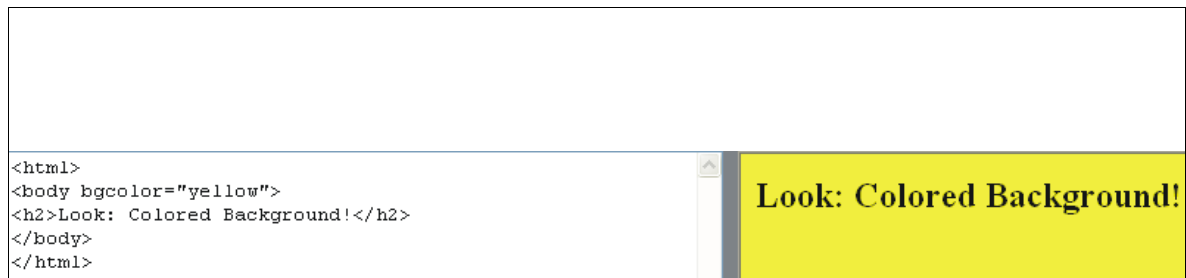 <html>
<body bgcolor="yellow">
<h2>Look: Colored Background!</h2>
</body>
</html>
Look: Colored Background!